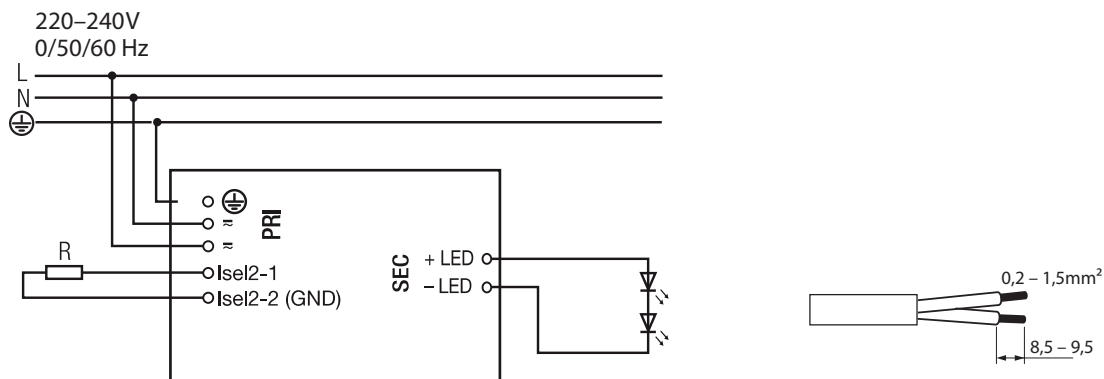 220–240V
0/50/60 Hz
L
N
PRI
≂
≂
R
Isel2-1
Isel2-2 (GND)
SEC
+ LED
– LED
0,2 – 1,5mm²
8,5 – 9,5